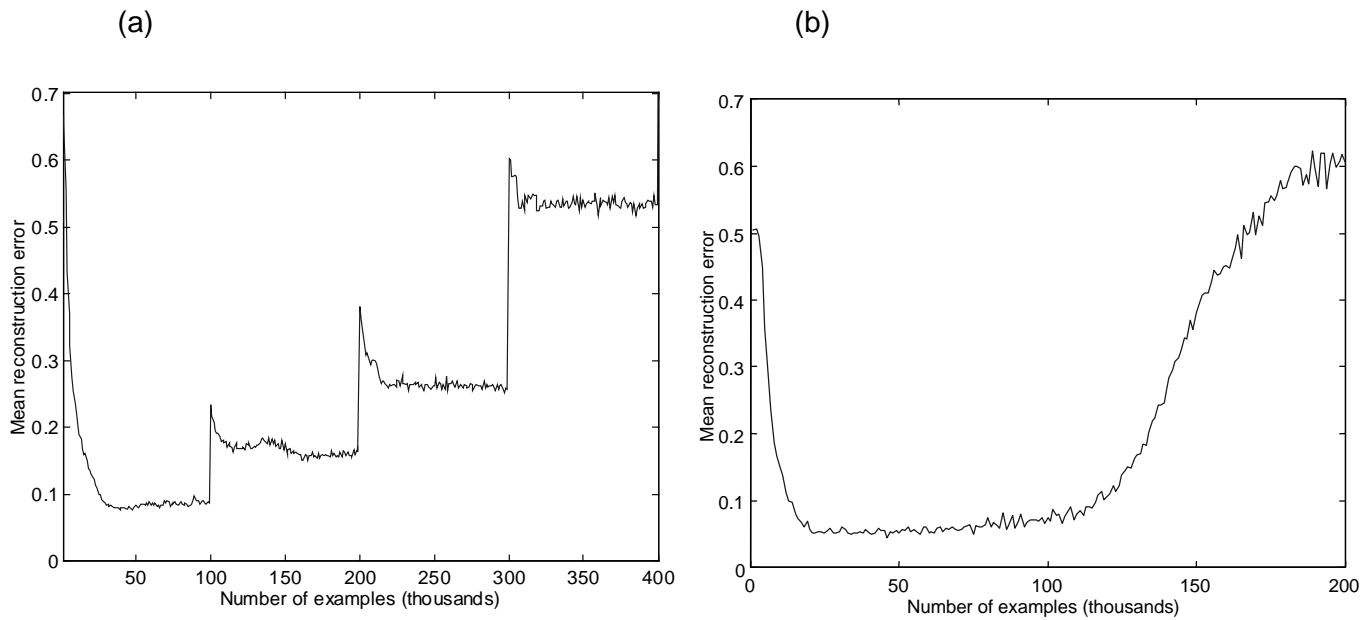 (a)
0.7
0.6
0.5
0.4
0.3
0.2
0.1
0
Mean reconstruction error
50 100 150 200 250 300 350 400
Number of examples (thousands)
(b)
0.7
0.6
0.5
0.4
0.3
0.2
0.1
0
Mean reconstruction error
0 50 100 150 200
Number of examples (thousands)